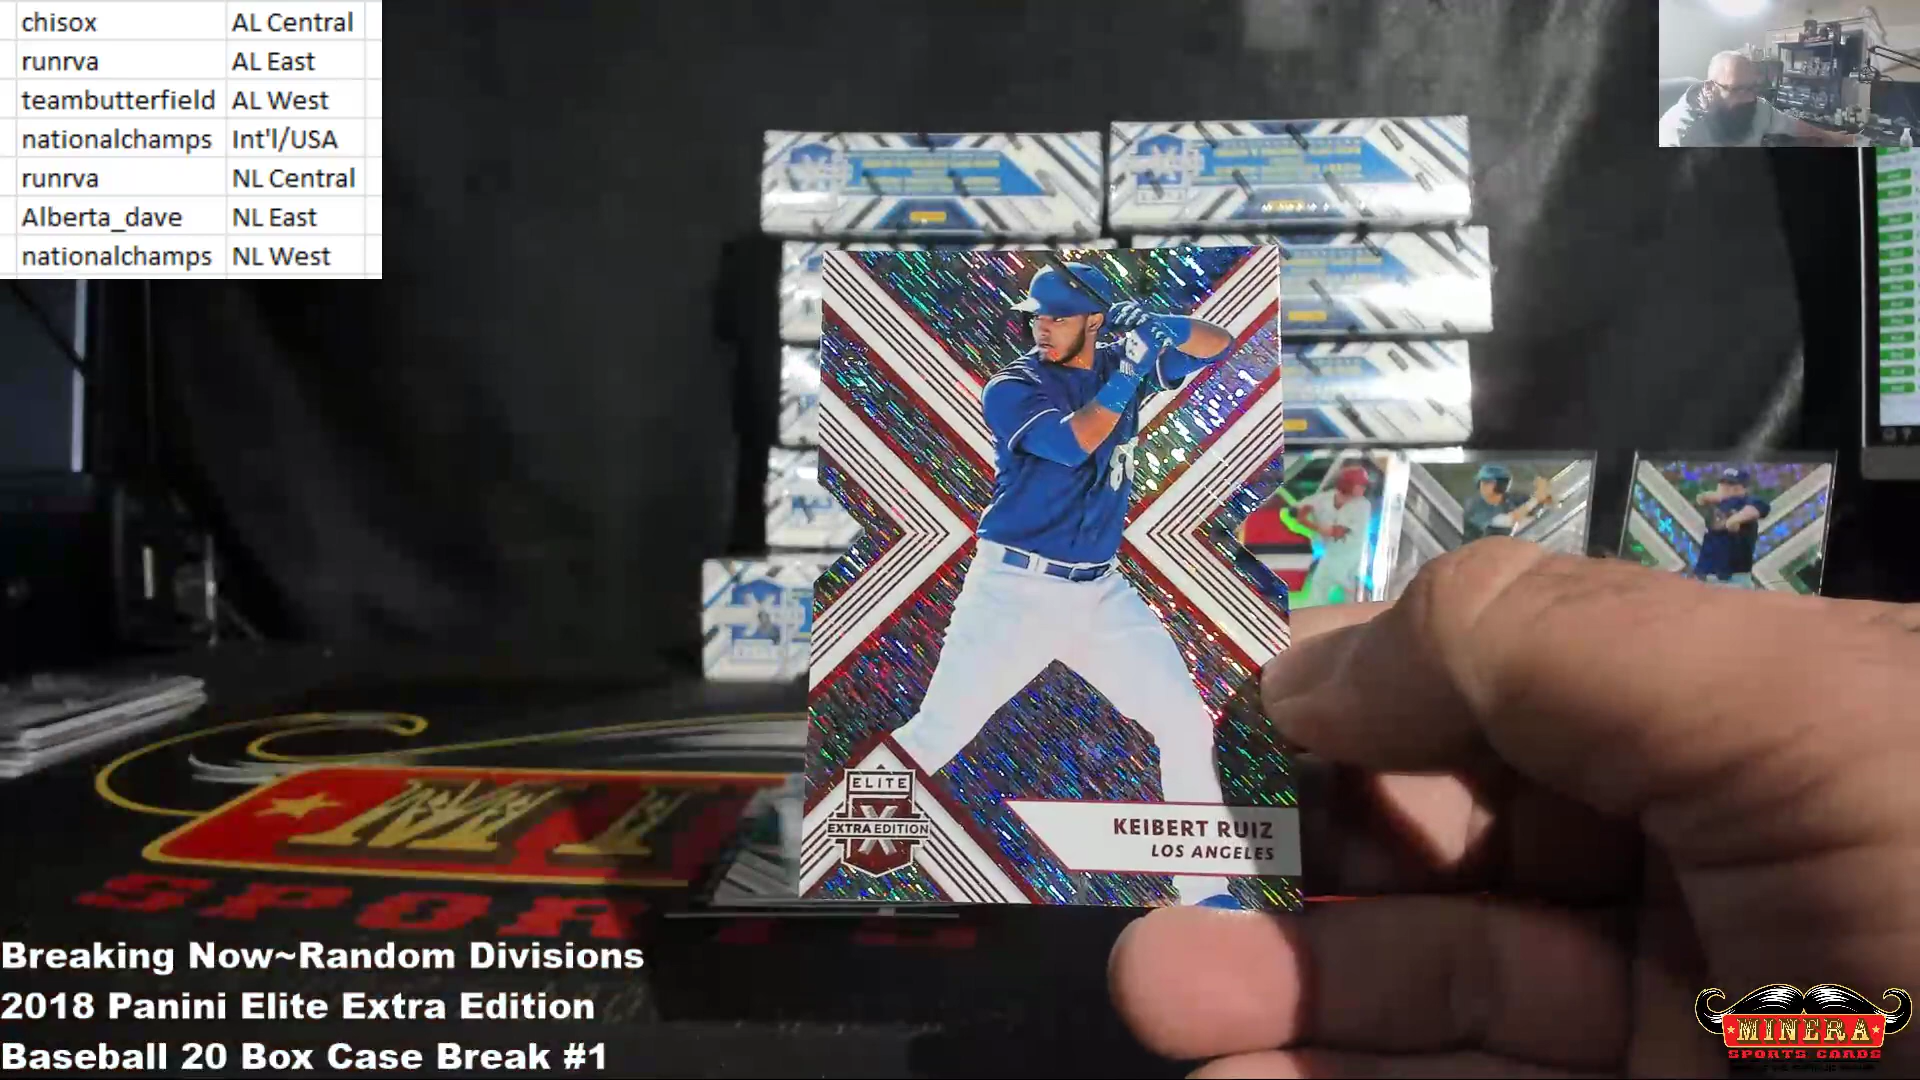 chisox AL Central
runrva AL East
teambutterfield AL West
nationalchamps Int'l/USA
runrva NL Central
Alberta_dave NL East
nationalchamps NL West
ELITE
EXTRA EDITION
KEIBERT RUIZ
LOS ANGELES
SPORTS
Breaking Now~Random Divisions
2018 Panini Elite Extra Edition
Baseball 20 Box Case Break #1
MINERA
SPORTS CARDS